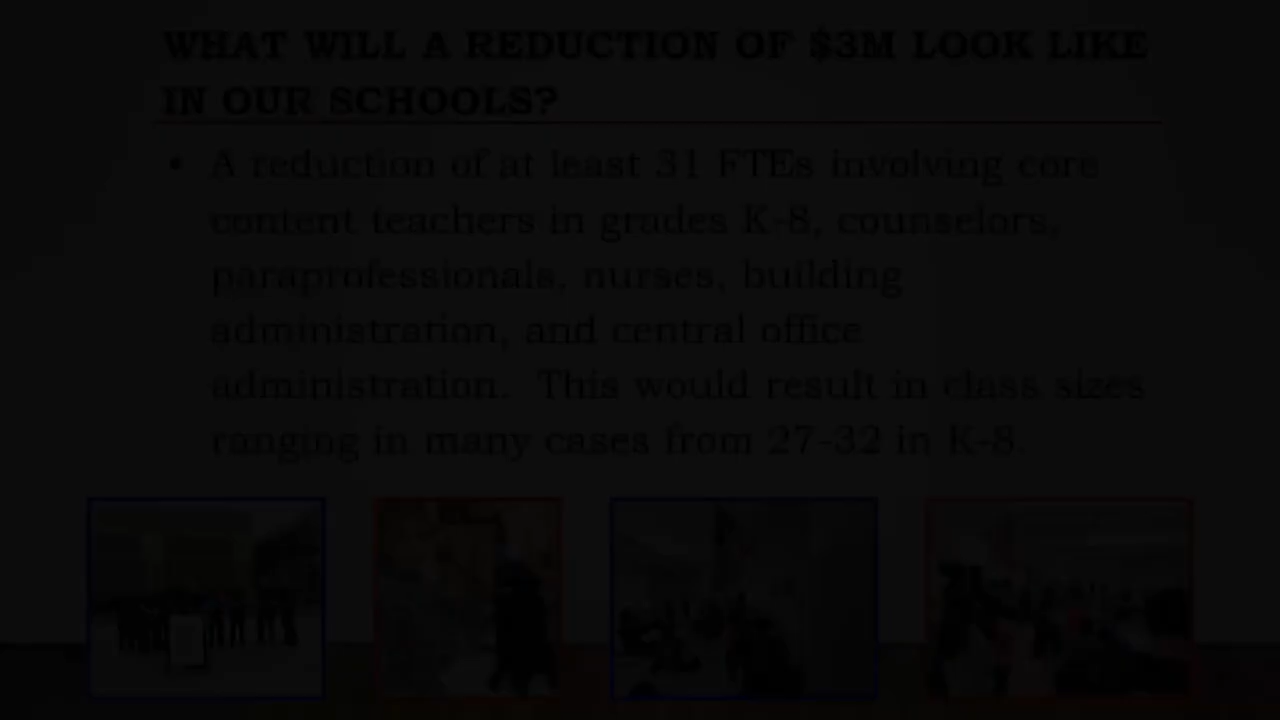 WHAT WILL A REDUCTION OF $3M LOOK LIKE
IN OUR SCHOOLS?
• A reduction of at least 31 FTEs involving core
content teachers in grades K-8, counselors,
paraprofessionals, nurses, building
administration, and central office
administration. This would result in class sizes
ranging in many cases from 27-32 in K-8